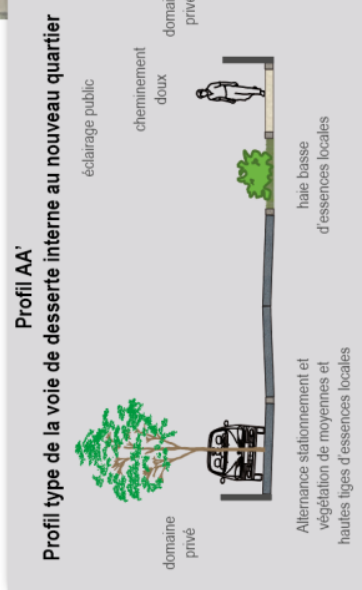 Profil AA'
Profil type de la voie de desserte interne au nouveau quartier
éclairage public
cheminement
doux
domaine
privé
domaine
privé
Alternance stationnement et
végétation de moyennes et
hautes tiges d'essences locales
haie basse
d'essences locales